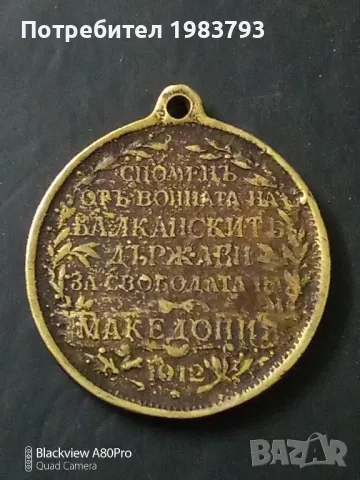 Потребител 1983793
СПОМЕНЪ
ОТЪ ВОЙНАТА НА
БАЛКАНСКИТѢ
ДЪРЖАВИ
ЗА СВОБОДАТА НА
МАКЕДОНИЯ
1912
Blackview A80Pro
Quad Camera
BAZAR